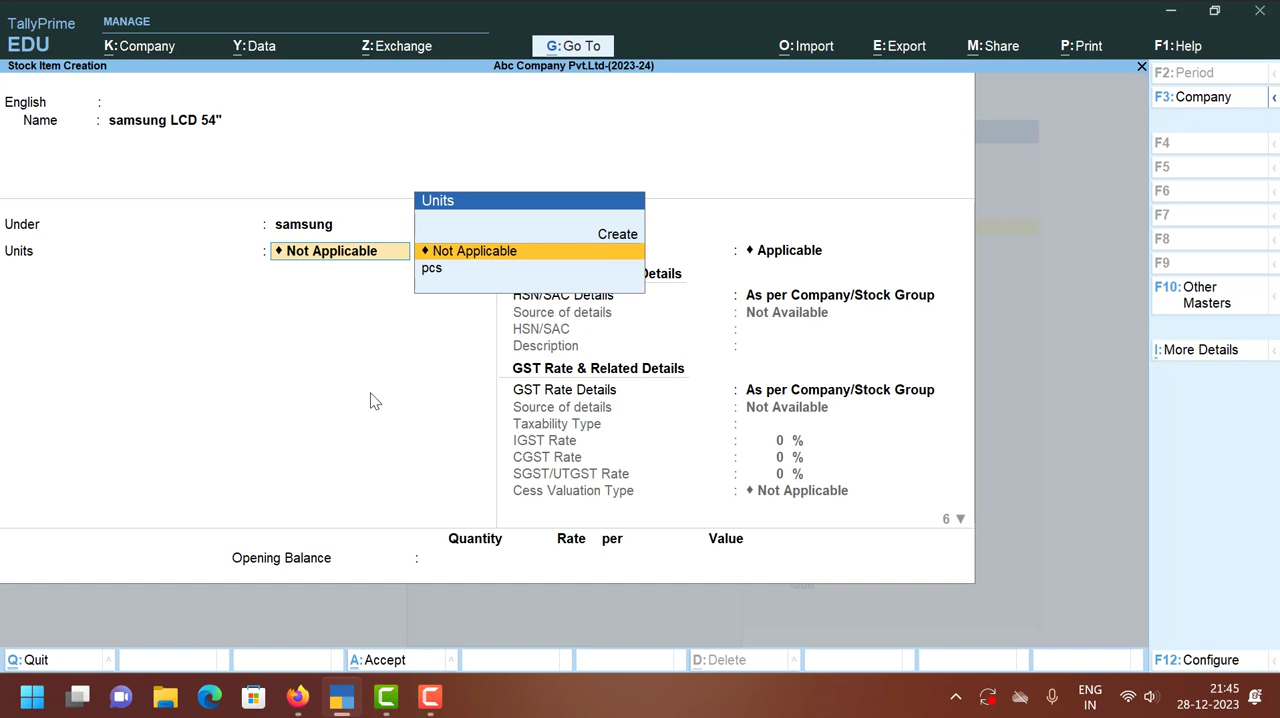 TallyPrime
EDU
MANAGE
K:Company Y:Data Z:Exchange G:Go To O:Import E:Export M:Share P:Print F1:Help
Stock Item Creation Abc Company Pvt.Ltd-(2023-24)
F2:Period
F3:Company
F4
F5
F6
F7
F8
F9
F10:Other
Masters
I:More Details
F12:Configure
English :
Name : samsung LCD 54"
Under : samsung
Units : ♦ Not Applicable
Units
Create
♦ Not Applicable
pcs
: ♦ Applicable
Details
HSN/SAC Details : As per Company/Stock Group
Source of details : Not Available
HSN/SAC :
Description :
GST Rate & Related Details
GST Rate Details : As per Company/Stock Group
Source of details : Not Available
Taxability Type :
IGST Rate : 0 %
CGST Rate : 0 %
SGST/UTGST Rate : 0 %
Cess Valuation Type : ♦ Not Applicable
6 ▼
Quantity Rate per Value
Opening Balance :
Q:Quit A:Accept D:Delete
ENG
IN
21:45
28-12-2023